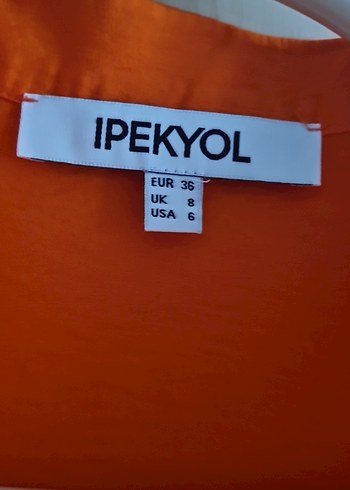 IPEKYOL
EUR 36
UK 8
USA 6